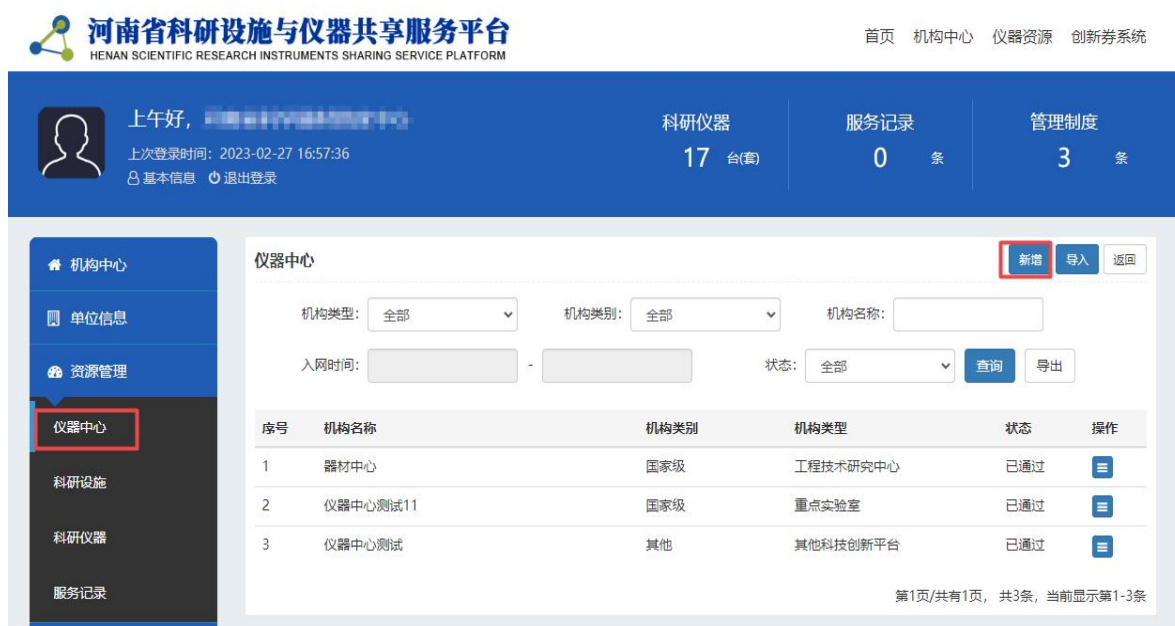 河南省科研设施与仪器共享服务平台
HENAN SCIENTIFIC RESEARCH INSTRUMENTS SHARING SERVICE PLATFORM
首页 机构中心 仪器资源 创新券系统
上午好，
上次登录时间：2023-02-27 16:57:36
基本信息 退出登录
科研仪器 服务记录 管理制度
17 台(套) 0 条 3 条
机构中心
单位信息
资源管理
仪器中心
科研设施
科研仪器
服务记录
仪器中心 新增 导入 返回
机构类型： 全部 机构类别： 全部 机构名称：
入网时间： - 状态： 全部 查询 导出
序号 机构名称 机构类别 机构类型 状态 操作
1 器材中心 国家级 工程技术研究中心 已通过
2 仪器中心测试11 国家级 重点实验室 已通过
3 仪器中心测试 其他 其他科技创新平台 已通过
第1页/共有1页， 共3条，当前显示第1-3条